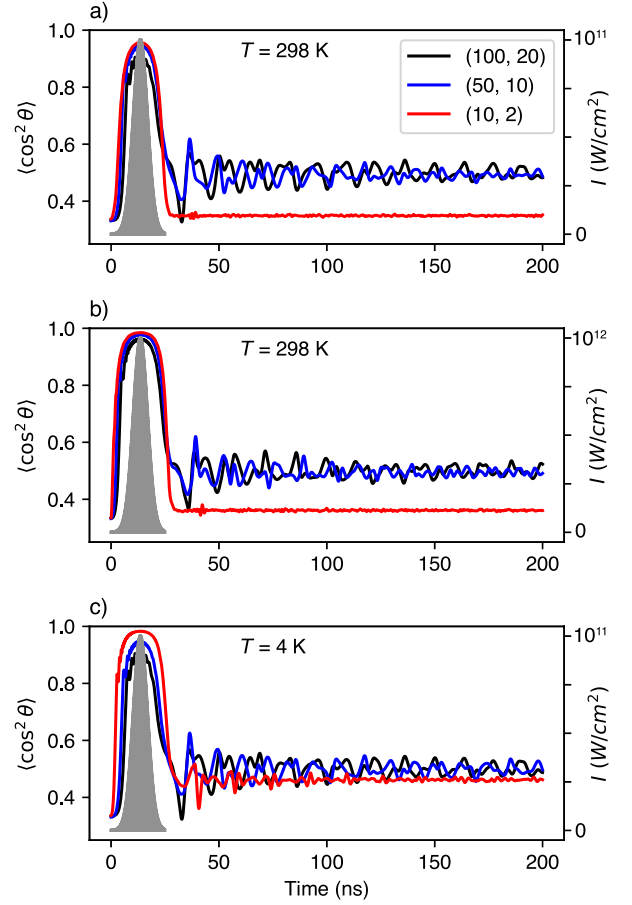 a)
1.0
0.8
0.6
0.4
⟨cos² θ⟩
T = 298 K
(100, 20)
(50, 10)
(10, 2)
10¹¹
0
I (W/cm²)
0
50
100
150
200
b)
1.0
0.8
0.6
0.4
⟨cos² θ⟩
T = 298 K
10¹²
0
I (W/cm²)
0
50
100
150
200
c)
1.0
0.8
0.6
0.4
⟨cos² θ⟩
T = 4 K
10¹¹
0
I (W/cm²)
0
50
100
150
200
Time (ns)